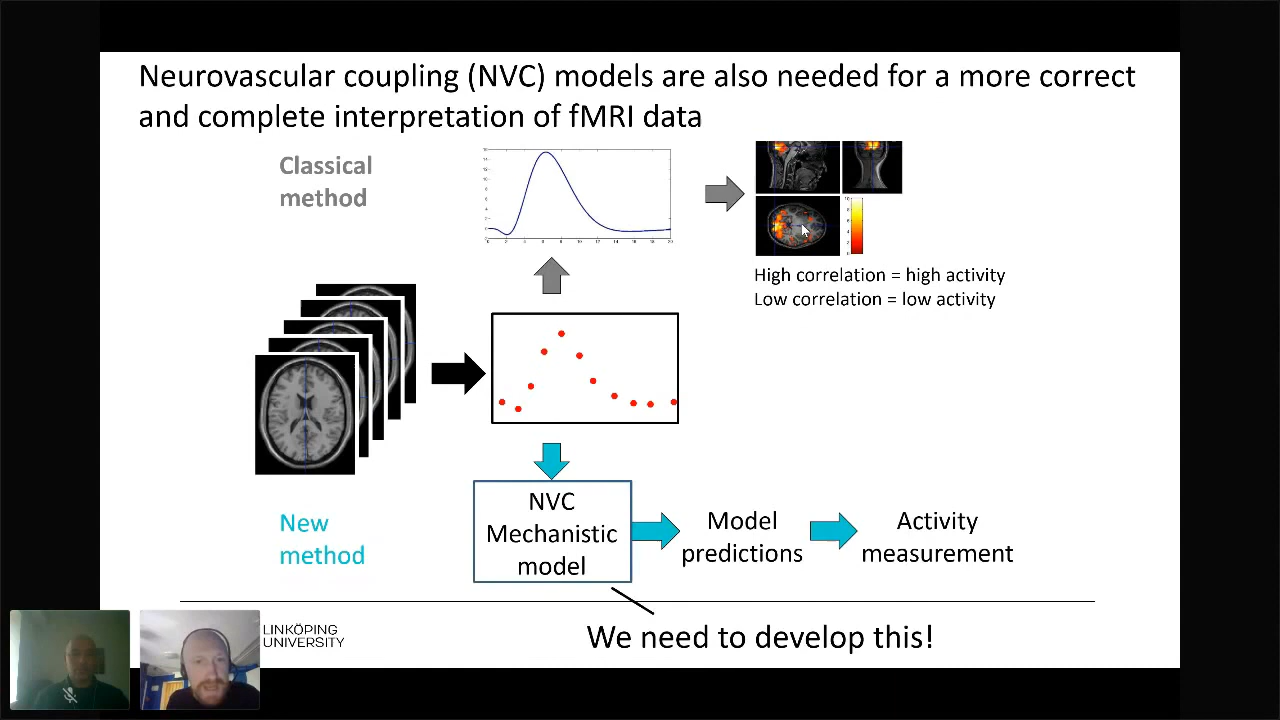 Neurovascular coupling (NVC) models are also needed for a more correct
and complete interpretation of fMRI data
Classical
method
High correlation = high activity
Low correlation = low activity
New
method
NVC
Mechanistic
model
Model
predictions
Activity
measurement
We need to develop this!
LINKÖPING
UNIVERSITY